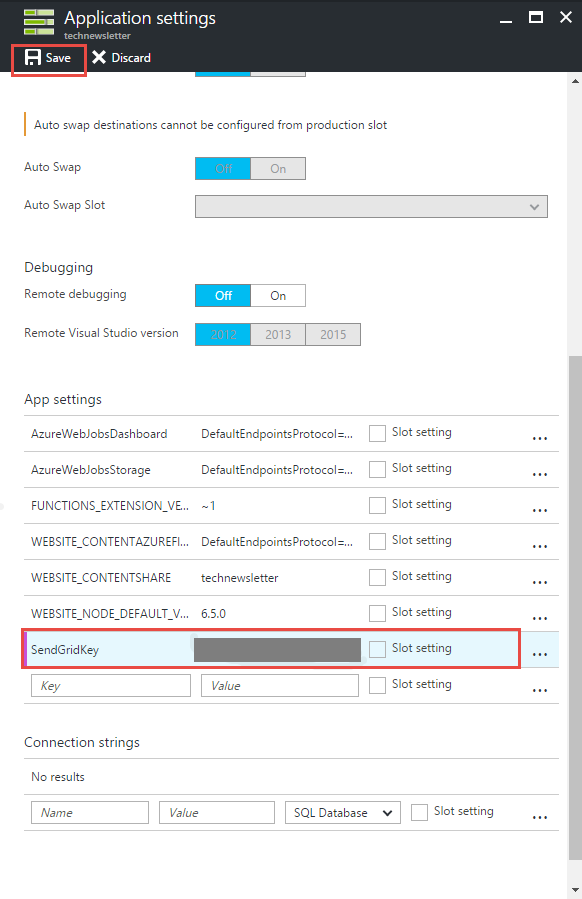 Application settings
technewsletter
Save Discard
Auto swap destinations cannot be configured from production slot
Auto Swap Off On
Auto Swap Slot
Debugging
Remote debugging Off On
Remote Visual Studio version 2012 2013 2015
App settings
AzureWebJobsDashboard DefaultEndpointsProtocol=... Slot setting ...
AzureWebJobsStorage DefaultEndpointsProtocol=... Slot setting ...
FUNCTIONS_EXTENSION_VE... ~1 Slot setting ...
WEBSITE_CONTENTAZUREFI... DefaultEndpointsProtocol=... Slot setting ...
WEBSITE_CONTENTSHARE technewsletter Slot setting ...
WEBSITE_NODE_DEFAULT_V... 6.5.0 Slot setting ...
SendGridKey Slot setting ...
Key Value Slot setting ...
Connection strings
No results
Name Value SQL Database Slot setting ...